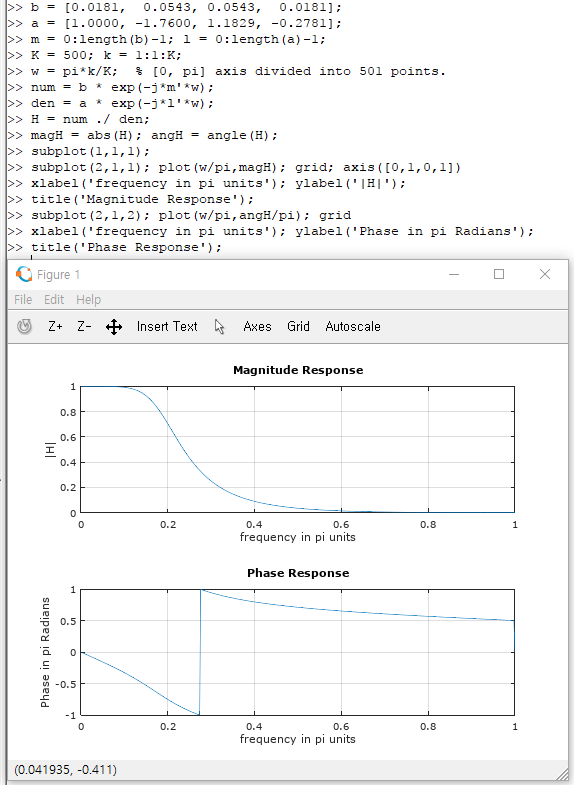 >> b = [0.0181,  0.0543, 0.0543,  0.0181];
>> a = [1.0000, -1.7600, 1.1829, -0.2781];
>> m = 0:length(b)-1; l = 0:length(a)-1;
>> K = 500; k = 1:1:K;
>> w = pi*k/K;  % [0, pi] axis divided into 501 points.
>> num = b * exp(-j*m'*w);
>> den = a * exp(-j*l'*w);
>> H = num ./ den;
>> magH = abs(H); angH = angle(H);
>> subplot(1,1,1);
>> subplot(2,1,1); plot(w/pi,magH); grid; axis([0,1,0,1])
>> xlabel('frequency in pi units'); ylabel('|H|');
>> title('Magnitude Response');
>> subplot(2,1,2); plot(w/pi,angH/pi); grid
>> xlabel('frequency in pi units'); ylabel('Phase in pi Radians');
>> title('Phase Response');
Figure 1
File Edit Help
Z+ Z- Insert Text Axes Grid Autoscale
Magnitude Response
1
0.8
0.6
0.4
0.2
0
|H|
0 0.2 0.4 0.6 0.8 1
frequency in pi units
Phase Response
1
0.5
0
-0.5
-1
Phase in pi Radians
0 0.2 0.4 0.6 0.8 1
frequency in pi units
(0.041935, -0.411)